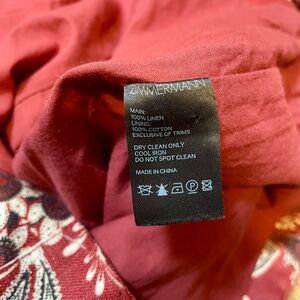 ZIMMERMANN
MAIN:
100% LINEN
LINING:
100% COTTON
EXCLUSIVE OF TRIMS
DRY CLEAN ONLY
COOL IRON
DO NOT SPOT CLEAN
MADE IN CHINA
P